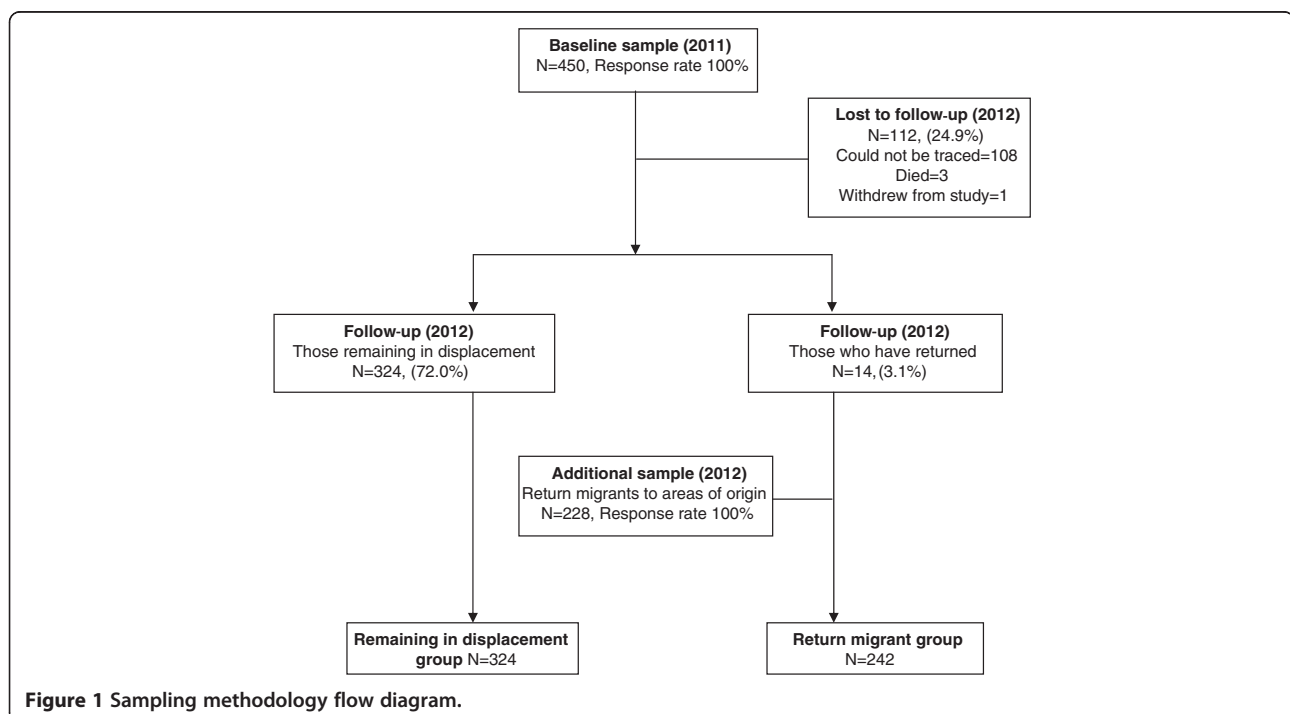 Baseline sample (2011)
N=450, Response rate 100%
Lost to follow-up (2012)
N=112, (24.9%)
Could not be traced=108
Died=3
Withdrew from study=1
Follow-up (2012)
Those remaining in displacement
N=324, (72.0%)
Follow-up (2012)
Those who have returned
N=14, (3.1%)
Additional sample (2012)
Return migrants to areas of origin
N=228, Response rate 100%
Remaining in displacement
group N=324
Return migrant group
N=242
Figure 1 Sampling methodology flow diagram.